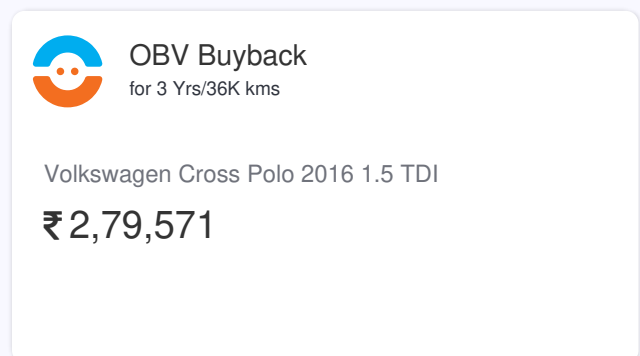 OBV Buyback
for 3 Yrs/36K kms
Volkswagen Cross Polo 2016 1.5 TDI
₹ 2,79,571